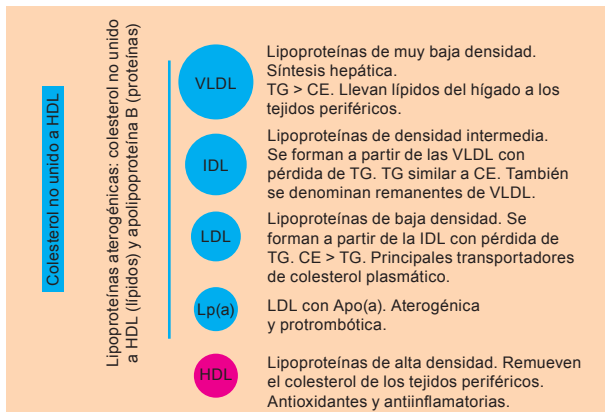 Colesterol no unido a HDL
Lipoproteínas aterogénicas: colesterol no unido
a HDL (lípidos) y apolipoproteína B (proteínas)
VLDL
Lipoproteínas de muy baja densidad.
Síntesis hepática.
TG > CE. Llevan lípidos del hígado a los
tejidos periféricos.
IDL
Lipoproteínas de densidad intermedia.
Se forman a partir de las VLDL con
pérdida de TG. TG similar a CE. También
se denominan remanentes de VLDL.
LDL
Lipoproteínas de baja densidad. Se
forman a partir de la IDL con pérdida de
TG. CE > TG. Principales transportadores
de colesterol plasmático.
Lp(a)
LDL con Apo(a). Aterogénica
y protrombótica.
HDL
Lipoproteínas de alta densidad. Remueven
el colesterol de los tejidos periféricos.
Antioxidantes y antiinflamatorias.